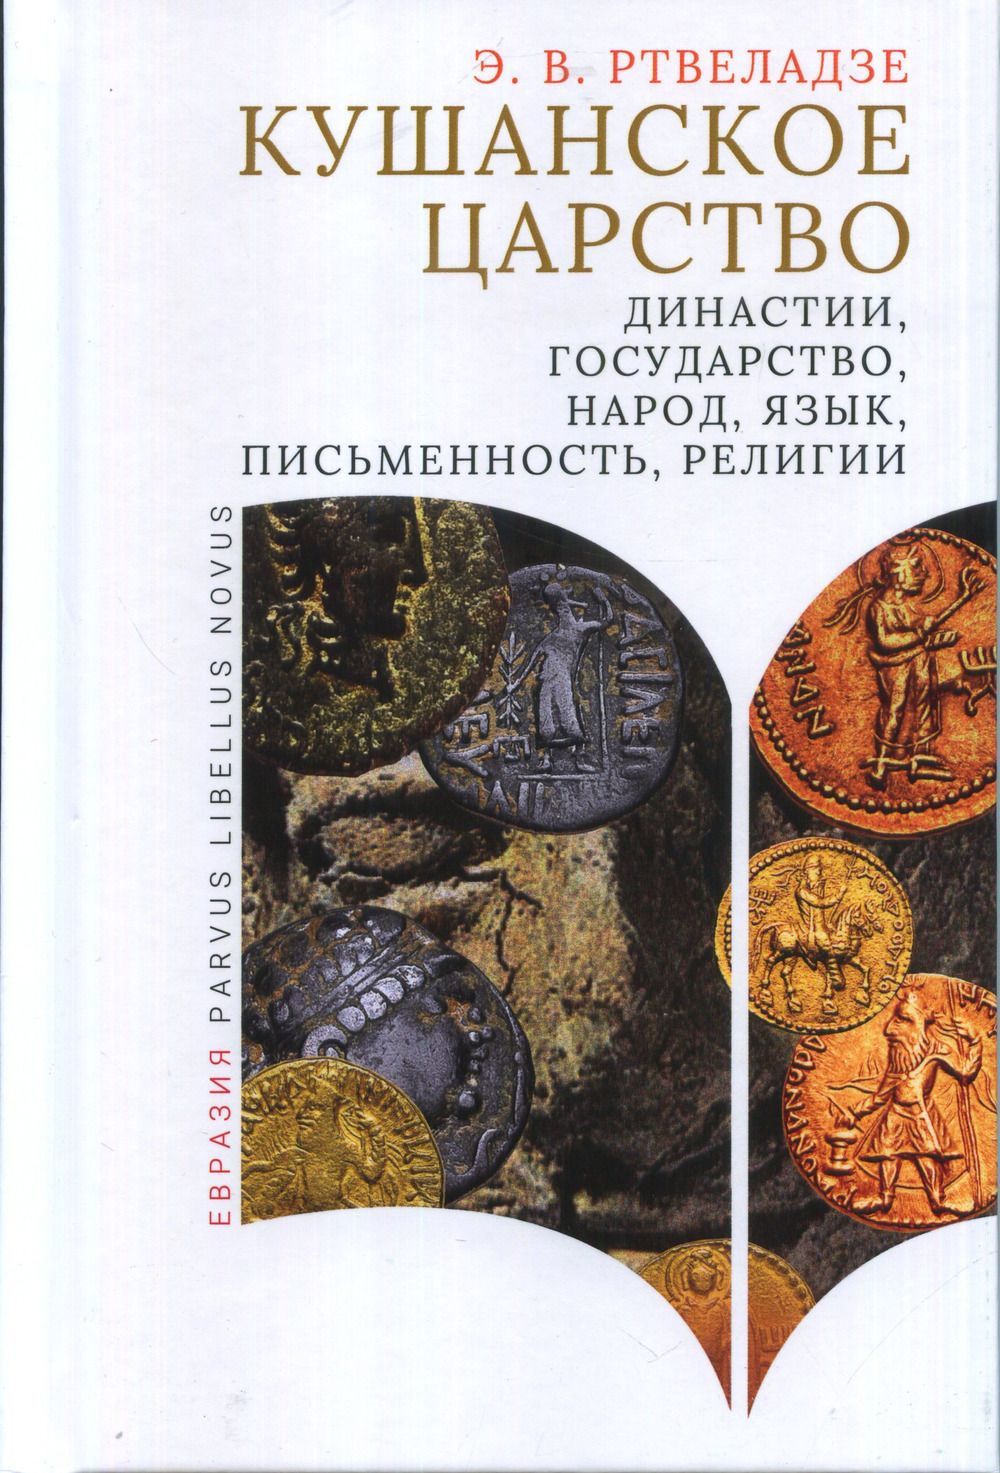 Э. В. РТВЕЛАДЗЕ
КУШАНСКОЕ
ЦАРСТВО
ДИНАСТИИ,
ГОСУДАРСТВО,
НАРОД, ЯЗЫК,
ПИСЬМЕННОСТЬ, РЕЛИГИИ
ЕВРАЗИЯ PARVUS LIBELLUS NOVUS